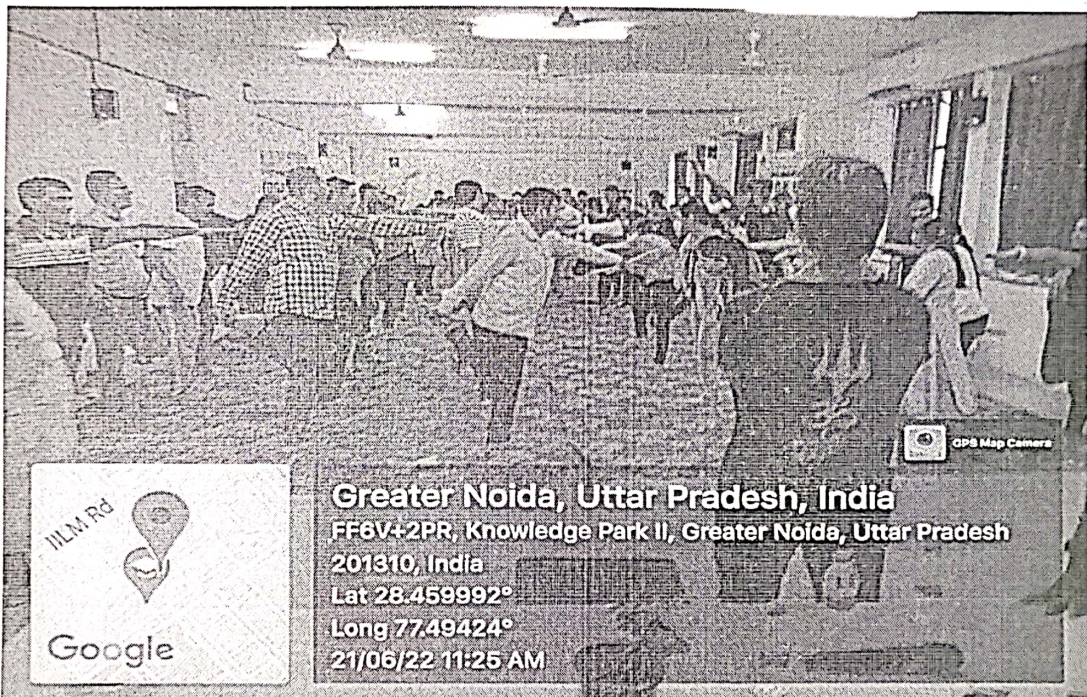 GPS Map Camera
IILM Rd
Google
Greater Noida, Uttar Pradesh, India
FF6V+2PR, Knowledge Park II, Greater Noida, Uttar Pradesh
201310, India
Lat 28.459992°
Long 77.49424°
21/06/22 11:25 AM